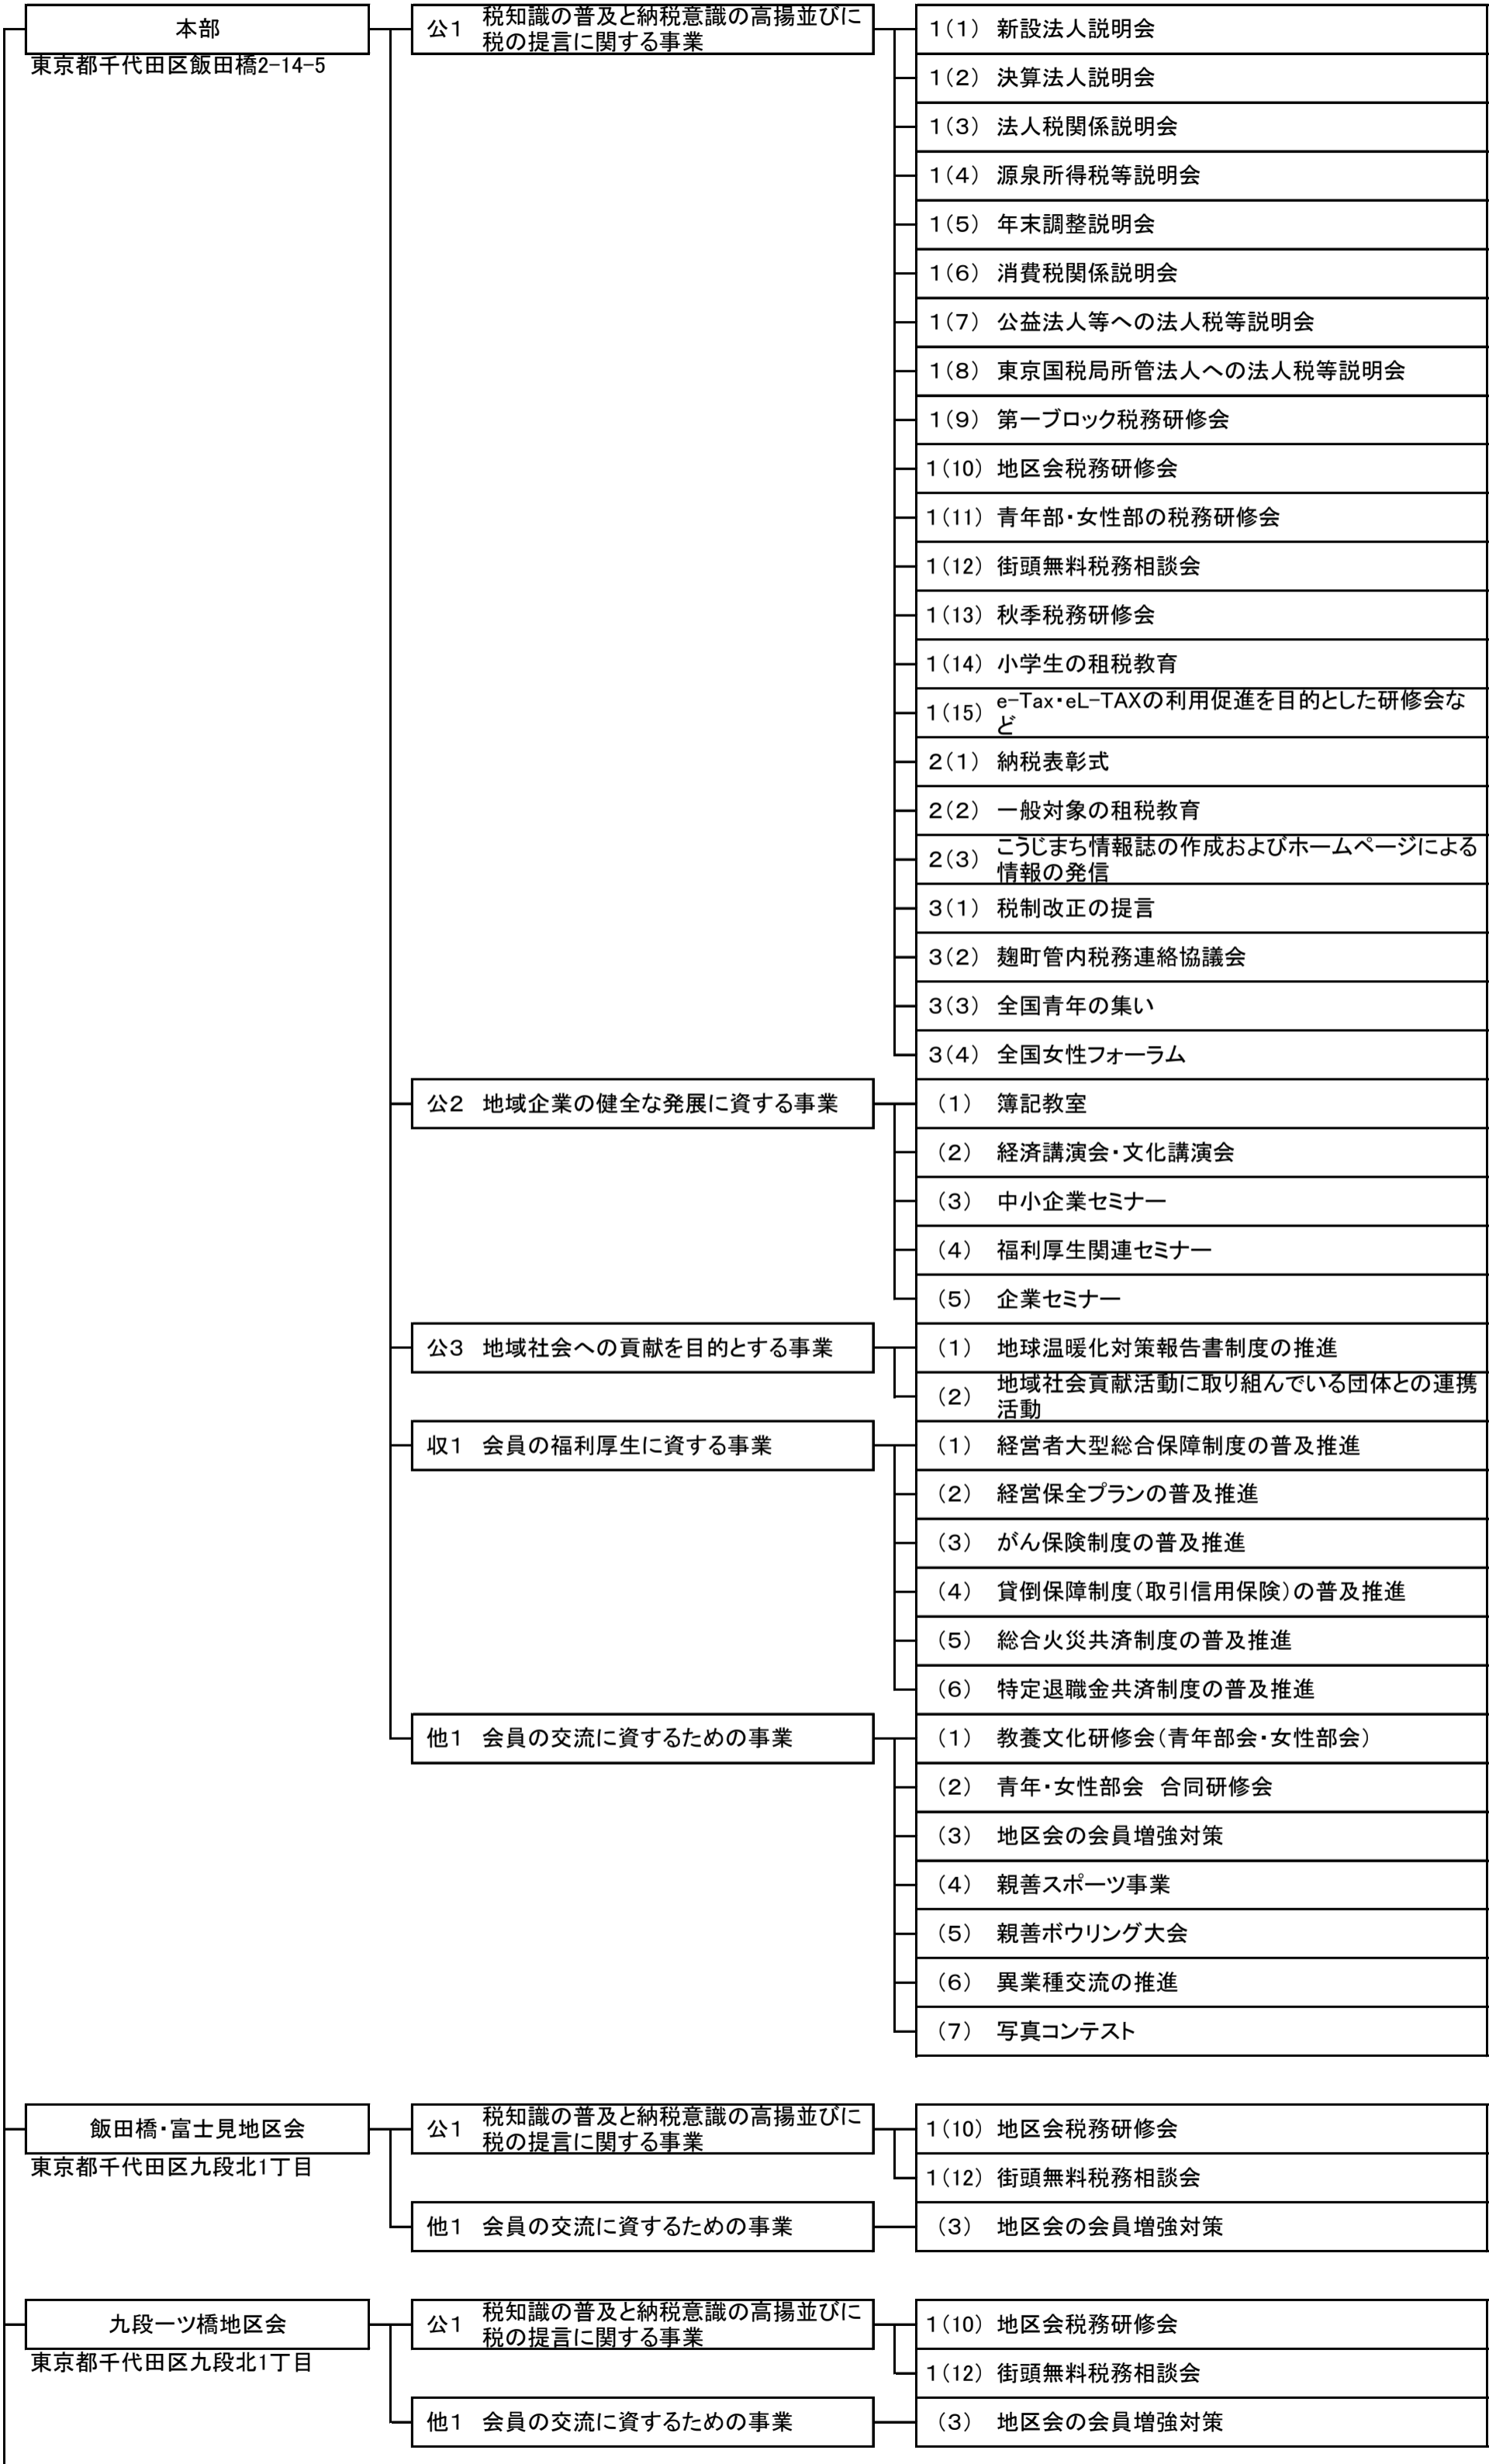 本部
東京都千代田区飯田橋2-14-5
公1 税知識の普及と納税意識の高揚並びに
税の提言に関する事業
1(1) 新設法人説明会
1(2) 決算法人説明会
1(3) 法人税関係説明会
1(4) 源泉所得税等説明会
1(5) 年末調整説明会
1(6) 消費税関係説明会
1(7) 公益法人等への法人税等説明会
1(8) 東京国税局所管法人への法人税等説明会
1(9) 第一ブロック税務研修会
1(10) 地区会税務研修会
1(11) 青年部・女性部の税務研修会
1(12) 街頭無料税務相談会
1(13) 秋季税務研修会
1(14) 小学生の租税教育
1(15) e-Tax・eL-TAXの利用促進を目的とした研修会な
ど
2(1) 納税表彰式
2(2) 一般対象の租税教育
2(3) こうじまち情報誌の作成およびホームページによる
情報の発信
3(1) 税制改正の提言
3(2) 麹町管内税務連絡協議会
3(3) 全国青年の集い
3(4) 全国女性フォーラム
公2 地域企業の健全な発展に資する事業
(1) 簿記教室
(2) 経済講演会・文化講演会
(3) 中小企業セミナー
(4) 福利厚生関連セミナー
(5) 企業セミナー
公3 地域社会への貢献を目的とする事業
(1) 地球温暖化対策報告書制度の推進
(2) 地域社会貢献活動に取り組んでいる団体との連携
活動
収1 会員の福利厚生に資する事業
(1) 経営者大型総合保障制度の普及推進
(2) 経営保全プランの普及推進
(3) がん保険制度の普及推進
(4) 貸倒保障制度(取引信用保険)の普及推進
(5) 総合火災共済制度の普及推進
(6) 特定退職金共済制度の普及推進
他1 会員の交流に資するための事業
(1) 教養文化研修会(青年部会・女性部会)
(2) 青年・女性部会 合同研修会
(3) 地区会の会員増強対策
(4) 親善スポーツ事業
(5) 親善ボウリング大会
(6) 異業種交流の推進
(7) 写真コンテスト
飯田橋・富士見地区会
東京都千代田区九段北1丁目
公1 税知識の普及と納税意識の高揚並びに
税の提言に関する事業
1(10) 地区会税務研修会
1(12) 街頭無料税務相談会
他1 会員の交流に資するための事業
(3) 地区会の会員増強対策
九段一ツ橋地区会
東京都千代田区九段北1丁目
公1 税知識の普及と納税意識の高揚並びに
税の提言に関する事業
1(10) 地区会税務研修会
1(12) 街頭無料税務相談会
他1 会員の交流に資するための事業
(3) 地区会の会員増強対策